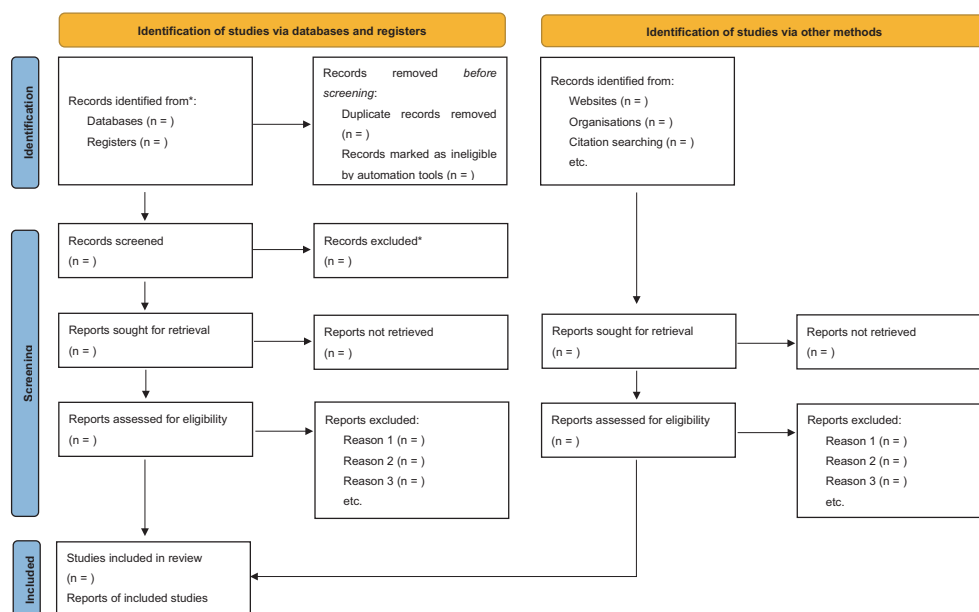 Identification of studies via databases and registers
Identification of studies via other methods
Identification
Records identified from*:
Databases (n = )
Registers (n = )
Records removed before
screening:
Duplicate records removed
(n = )
Records marked as ineligible
by automation tools (n = )
Records identified from:
Websites (n = )
Organisations (n = )
Citation searching (n = )
etc.
Screening
Records screened
(n = )
Records excluded*
(n = )
Reports sought for retrieval
(n = )
Reports not retrieved
(n = )
Reports sought for retrieval
(n = )
Reports not retrieved
(n = )
Reports assessed for eligibility
(n = )
Reports excluded:
Reason 1 (n = )
Reason 2 (n = )
Reason 3 (n = )
etc.
Reports assessed for eligibility
(n = )
Reports excluded:
Reason 1 (n = )
Reason 2 (n = )
Reason 3 (n = )
etc.
Included
Studies included in review
(n = )
Reports of included studies